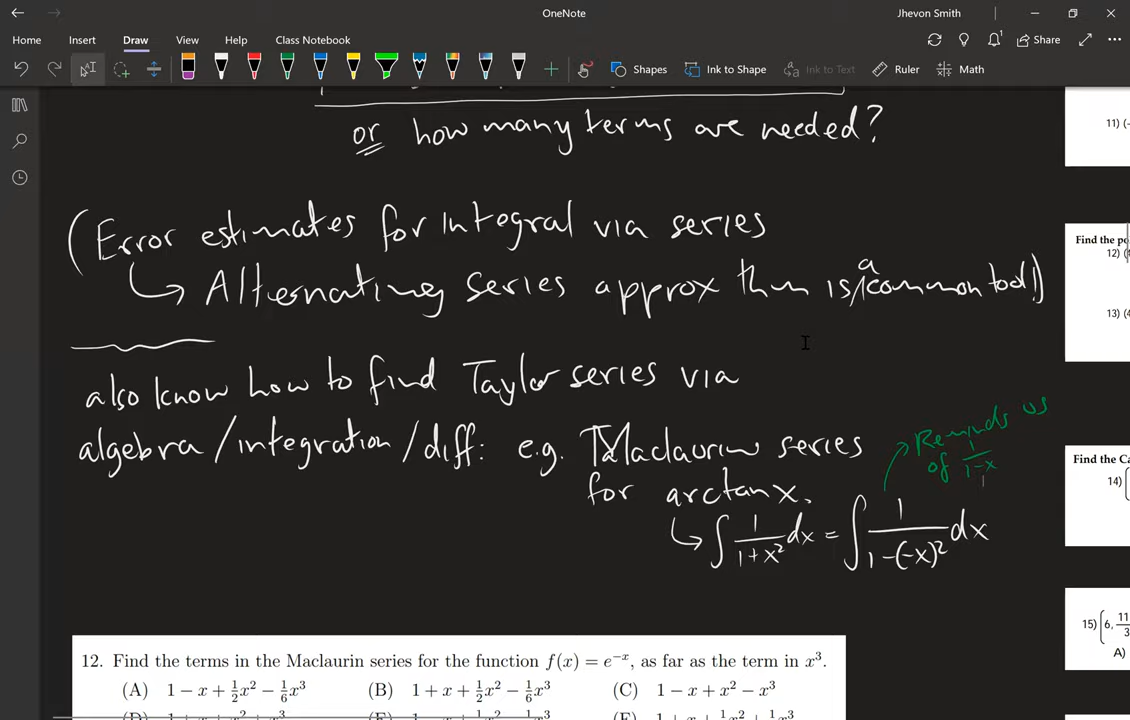 OneNote
Jhevon Smith
Home Insert Draw View Help Class Notebook
Share
Shapes Ink to Shape Ink to Text Ruler Math
or how many terms are needed?
(Error estimates for integral via series
Alternating series approx thm is a common tool!)
also know how to find Taylor series via
algebra/integration/diff: e.g. Maclaurin series
for arctan x.
Reminds us
of 1/(1-x)
∫ 1/(1+x²) dx = ∫ 1/(1-(-x)²) dx
12. Find the terms in the Maclaurin series for the function f(x) = e⁻ˣ, as far as the term in x³.
(A) 1 − x + ½x² − ⅙x³ (B) 1 + x + ½x² − ⅙x³ (C) 1 − x + x² − x³
11) (-
Find the po
12) (
13) (4
Find the Ca
14)
15) (6, 11/3
A)